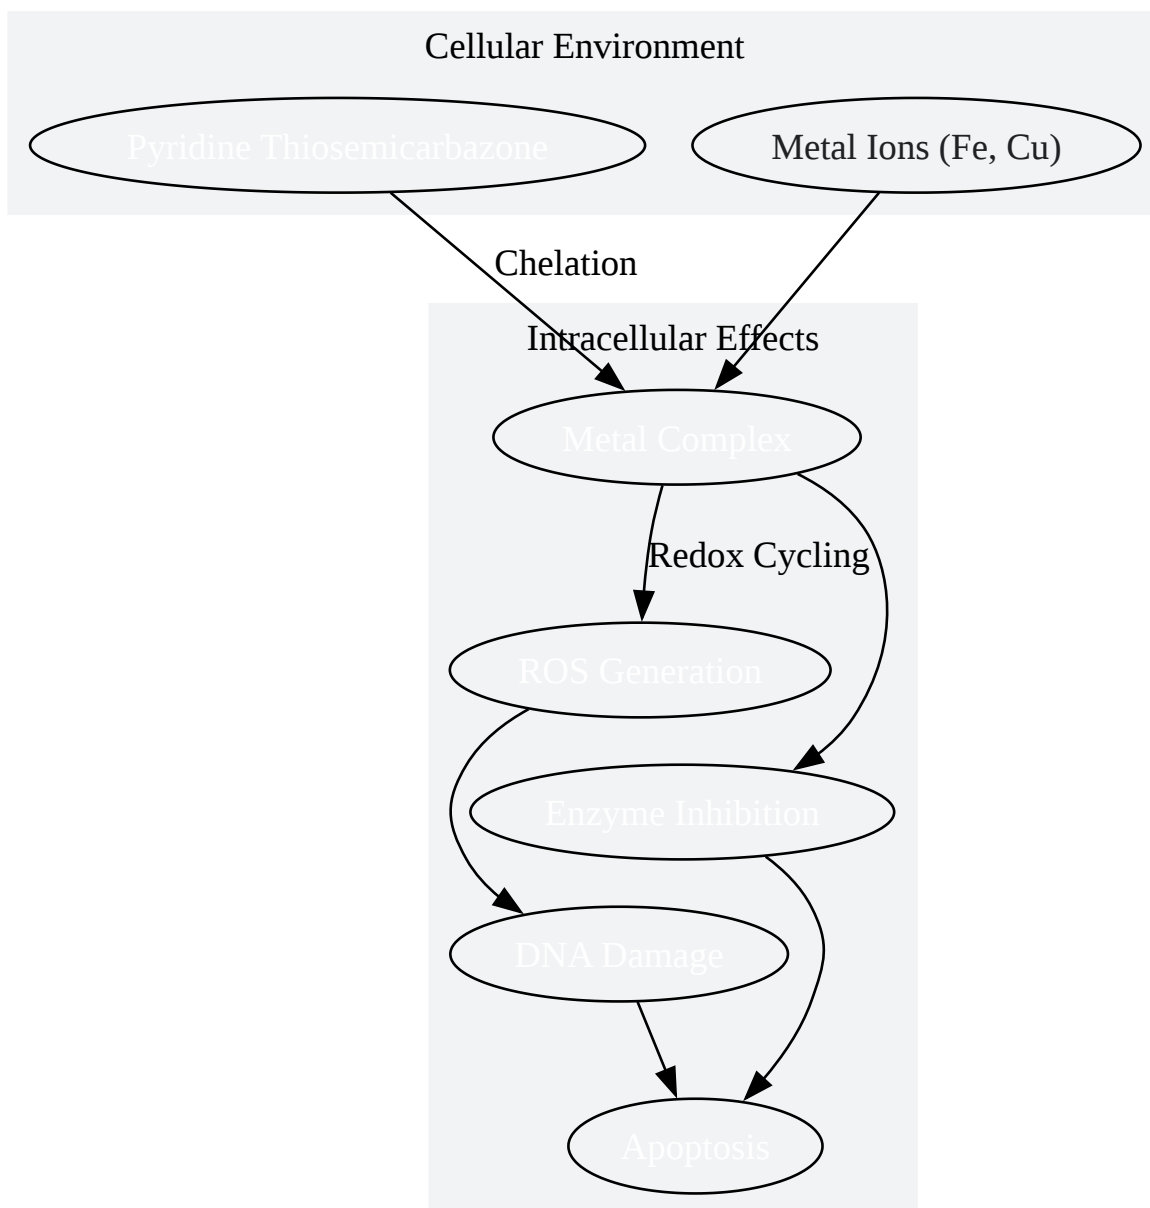 Cellular Environment
Pyridine Thiosemicarbazone
Metal Ions (Fe, Cu)
Chelation
Intracellular Effects
Metal Complex
Redox Cycling
ROS Generation
Enzyme Inhibition
DNA Damage
Apoptosis